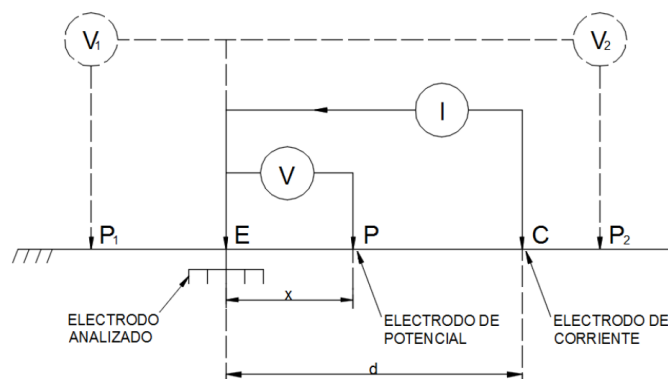 V₁
V₂
I
V
P₁
E
P
C
P₂
x
ELECTRODO
ANALIZADO
ELECTRODO DE
POTENCIAL
ELECTRODO DE
CORRIENTE
d